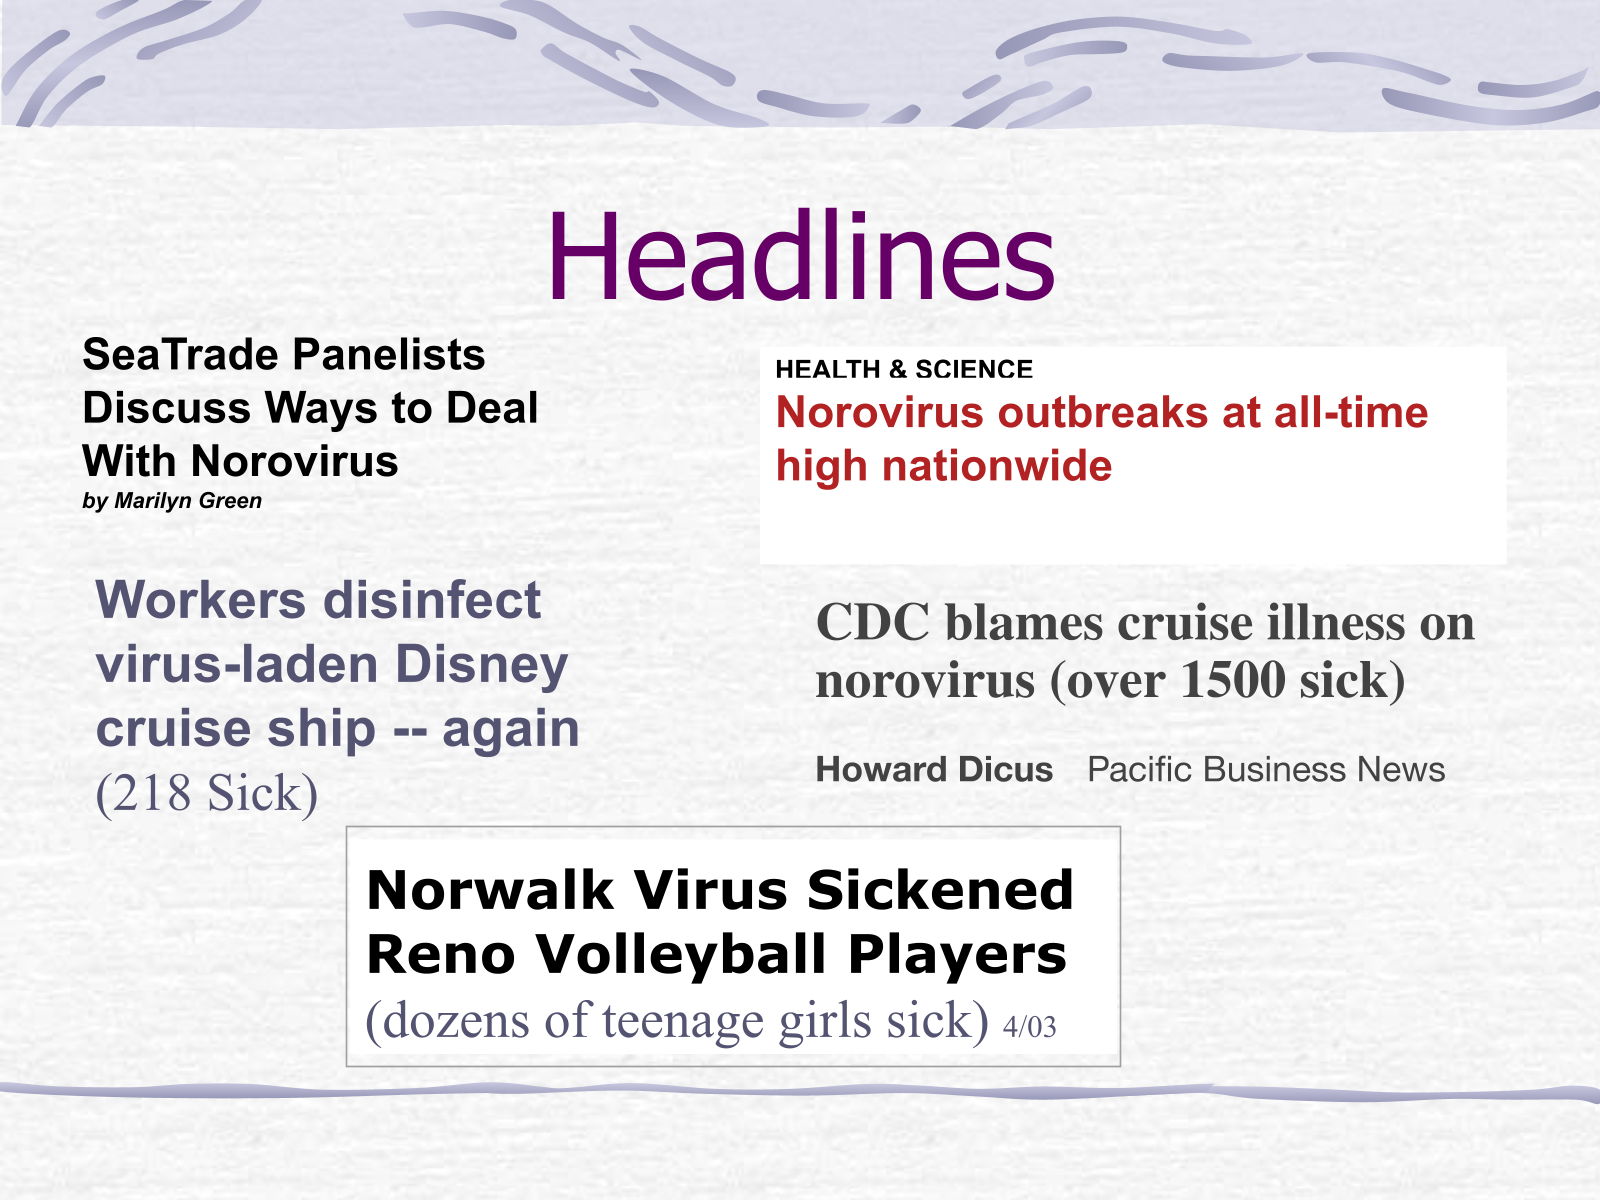 Headlines
SeaTrade Panelists
Discuss Ways to Deal
With Norovirus
by Marilyn Green
HEALTH & SCIENCE
Norovirus outbreaks at all-time
high nationwide
Workers disinfect
virus-laden Disney
cruise ship -- again
(218 Sick)
CDC blames cruise illness on
norovirus (over 1500 sick)
Howard Dicus Pacific Business News
Norwalk Virus Sickened
Reno Volleyball Players
(dozens of teenage girls sick) 4/03